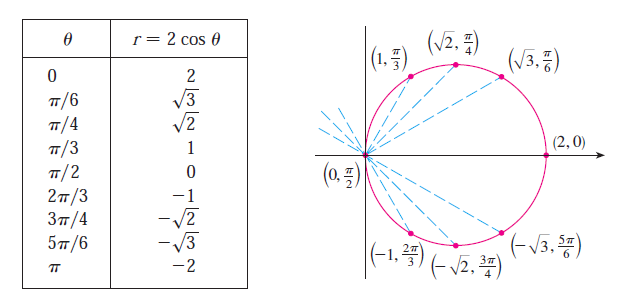 θ r = 2 cos θ
0 2
π/6 √3
π/4 √2
π/3 1
π/2 0
2π/3 −1
3π/4 −√2
5π/6 −√3
π −2
(1, π/3)
(√2, π/4)
(√3, π/6)
(2, 0)
(0, π/2)
(−1, 2π/3)
(−√2, 3π/4)
(−√3, 5π/6)